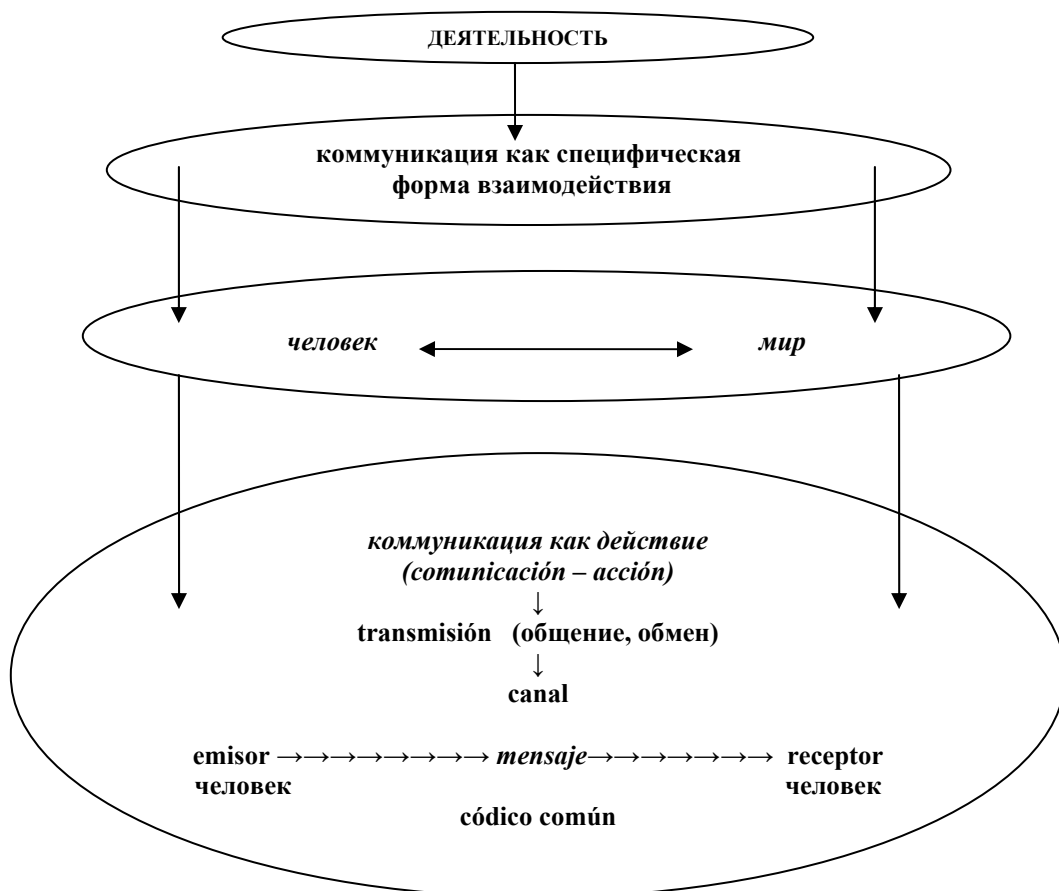 ДЕЯТЕЛЬНОСТЬ
коммуникация как специфическая
форма взаимодействия
человек мир
коммуникация как действие
(comunicación – acción)
↓
transmisión (общение, обмен)
↓
canal
emisor →→→→→→→ mensaje→→→→→→→ receptor
человек человек
códico común